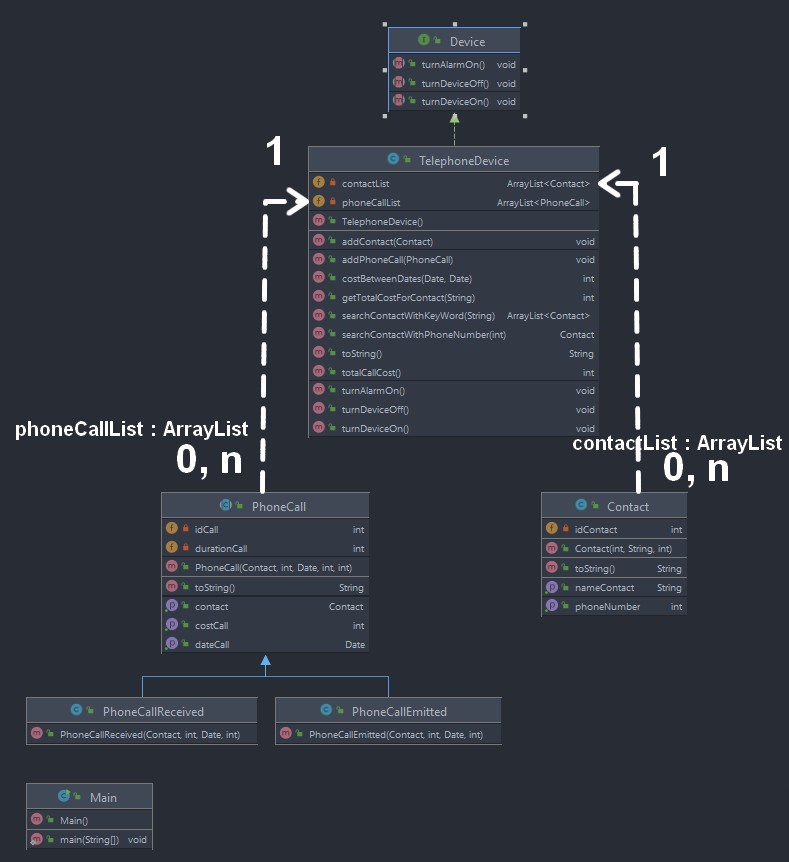 Device
turnAlarmOn() void
turnDeviceOff() void
turnDeviceOn() void
1
1
TelephoneDevice
contactList ArrayList<Contact>
phoneCallList ArrayList<PhoneCall>
TelephoneDevice()
addContact(Contact) void
addPhoneCall(PhoneCall) void
costBetweenDates(Date, Date) int
getTotalCostForContact(String) int
searchContactWithKeyWord(String) ArrayList<Contact>
searchContactWithPhoneNumber(int) Contact
toString() String
totalCallCost() int
turnAlarmOn() void
turnDeviceOff() void
turnDeviceOn() void
phoneCallList : ArrayList
0, n
contactList : ArrayList
0, n
PhoneCall
idCall int
durationCall int
PhoneCall(Contact, int, Date, int, int)
toString() String
contact Contact
costCall int
dateCall Date
Contact
idContact int
Contact(int, String, int)
toString() String
nameContact String
phoneNumber int
PhoneCallReceived
PhoneCallReceived(Contact, int, Date, int)
PhoneCallEmitted
PhoneCallEmitted(Contact, int, Date, int)
Main
Main()
main(String[]) void